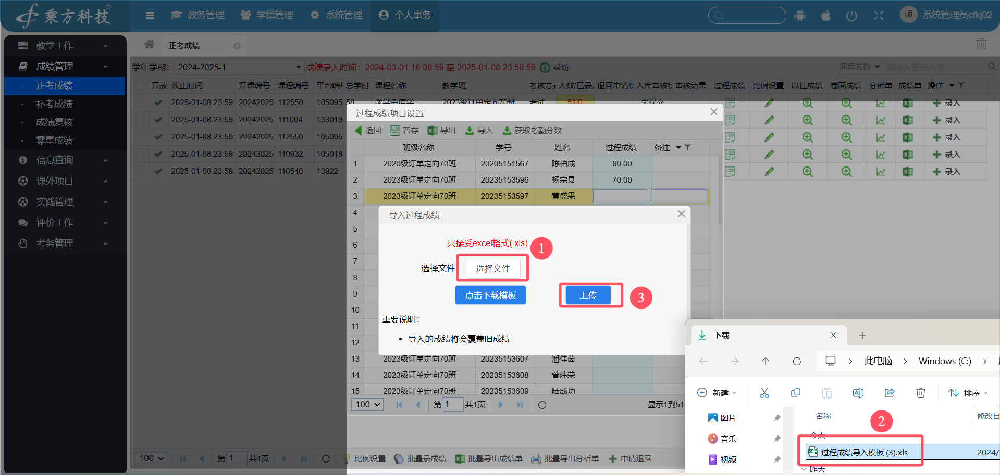 乘方科技
教务管理 学籍管理 系统管理 个人事务
师 系统管理员cfkj02
教学工作
成绩管理
正考成绩
补考成绩
成绩复核
零星成绩
信息查询
课外项目
实践管理
评价工作
考务管理
正考成绩
学年学期： 2024-2025-1 成绩录入时间：2024-03-01 16:08:59 至 2025-01-08 23:59:59 帮助
课程名称 请输入查询内容
开放 截止时间 开课编号 课程编号 平台编号 总学时 课程名称 教学班 考核方式 人数/已录人 退回申请状 入库审核状 审核结果 过程成绩 比例设置 以往成绩 卷面成绩 分析单 成绩单 操作
2025-01-08 23:59: 20242025 112550 105095 58 医学免疫学 2023级订单定向70班 考试 51/0 未提交 录入
2025-01-08 23:59: 20242025 111004 133019 录入
2025-01-08 23:59: 20242025 112550 105095 录入
2025-01-08 23:59: 20242025 110932 105018 录入
2025-01-08 23:59: 20242025 110540 13922 录入
过程成绩项目设置
返回 暂存 导出 导入 获取考勤分数
班级名称 学号 姓名 过程成绩 备注
1 2020级订单定向70班 20205151567 陈柏成 80.00
2 2023级订单定向70班 20235153596 杨宗县 70.00
3 2023级订单定向70班 20235153597 黄盛果
4
5
6
7
8
9
10
11
12
13 2023级订单定向70班 20235153607 潘佳茵
14 2023级订单定向70班 20235153608 曾炜荣
15 2023级订单定向70班 20235153609 陆成功
100 第 1 共1页 显示1到51
导入过程成绩
只接受excel格式(.xls)
1
选择文件 选择文件
点击下载模板 上传
3
重要说明：
• 导入的成绩将会覆盖旧成绩
下载
此电脑 Windows (C:)
新建 排序
图片
音乐
视频
名称 修改日
2
今天
过程成绩导入模板 (3).xls 2024/
昨天
100 第 1 共1页 比例设置 批量录成绩 批量导出成绩单 批量导出分析单 申请退回